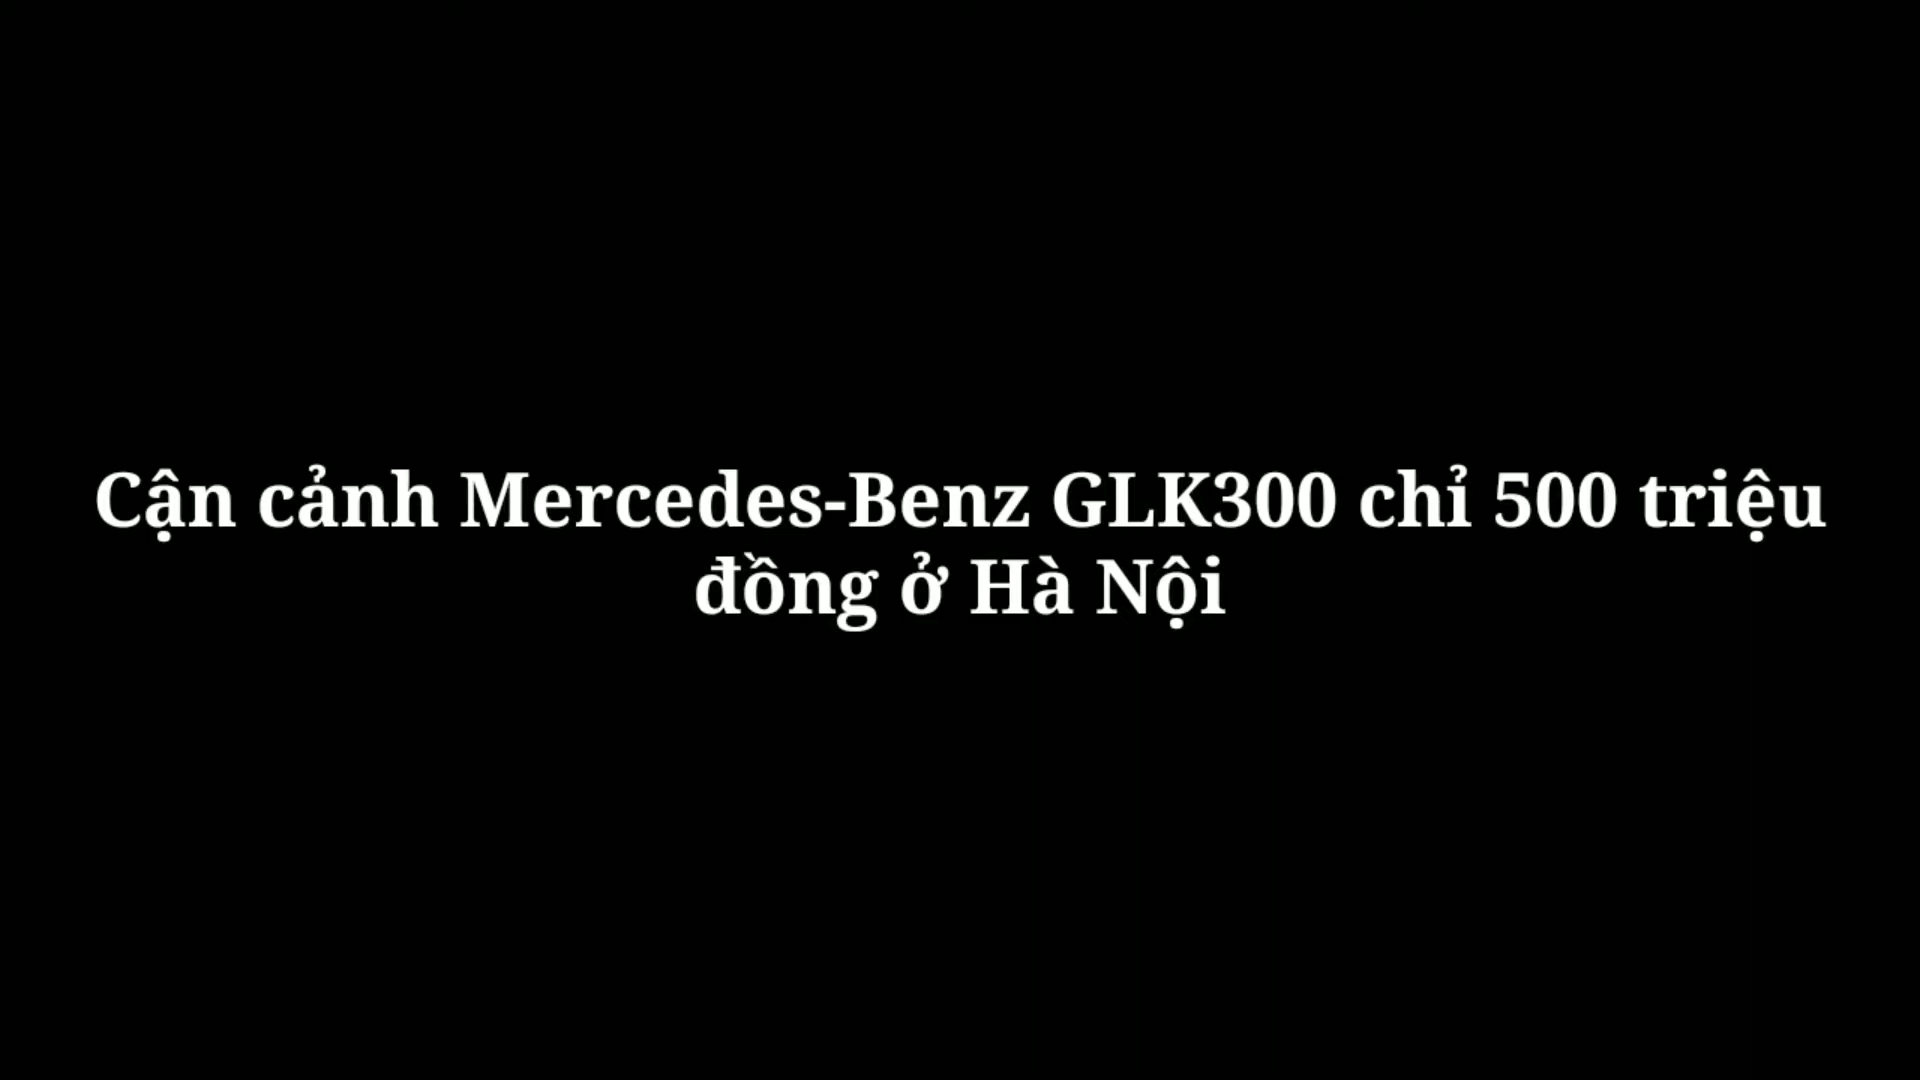 Cận cảnh Mercedes-Benz GLK300 chỉ 500 triệu
đồng ở Hà Nội